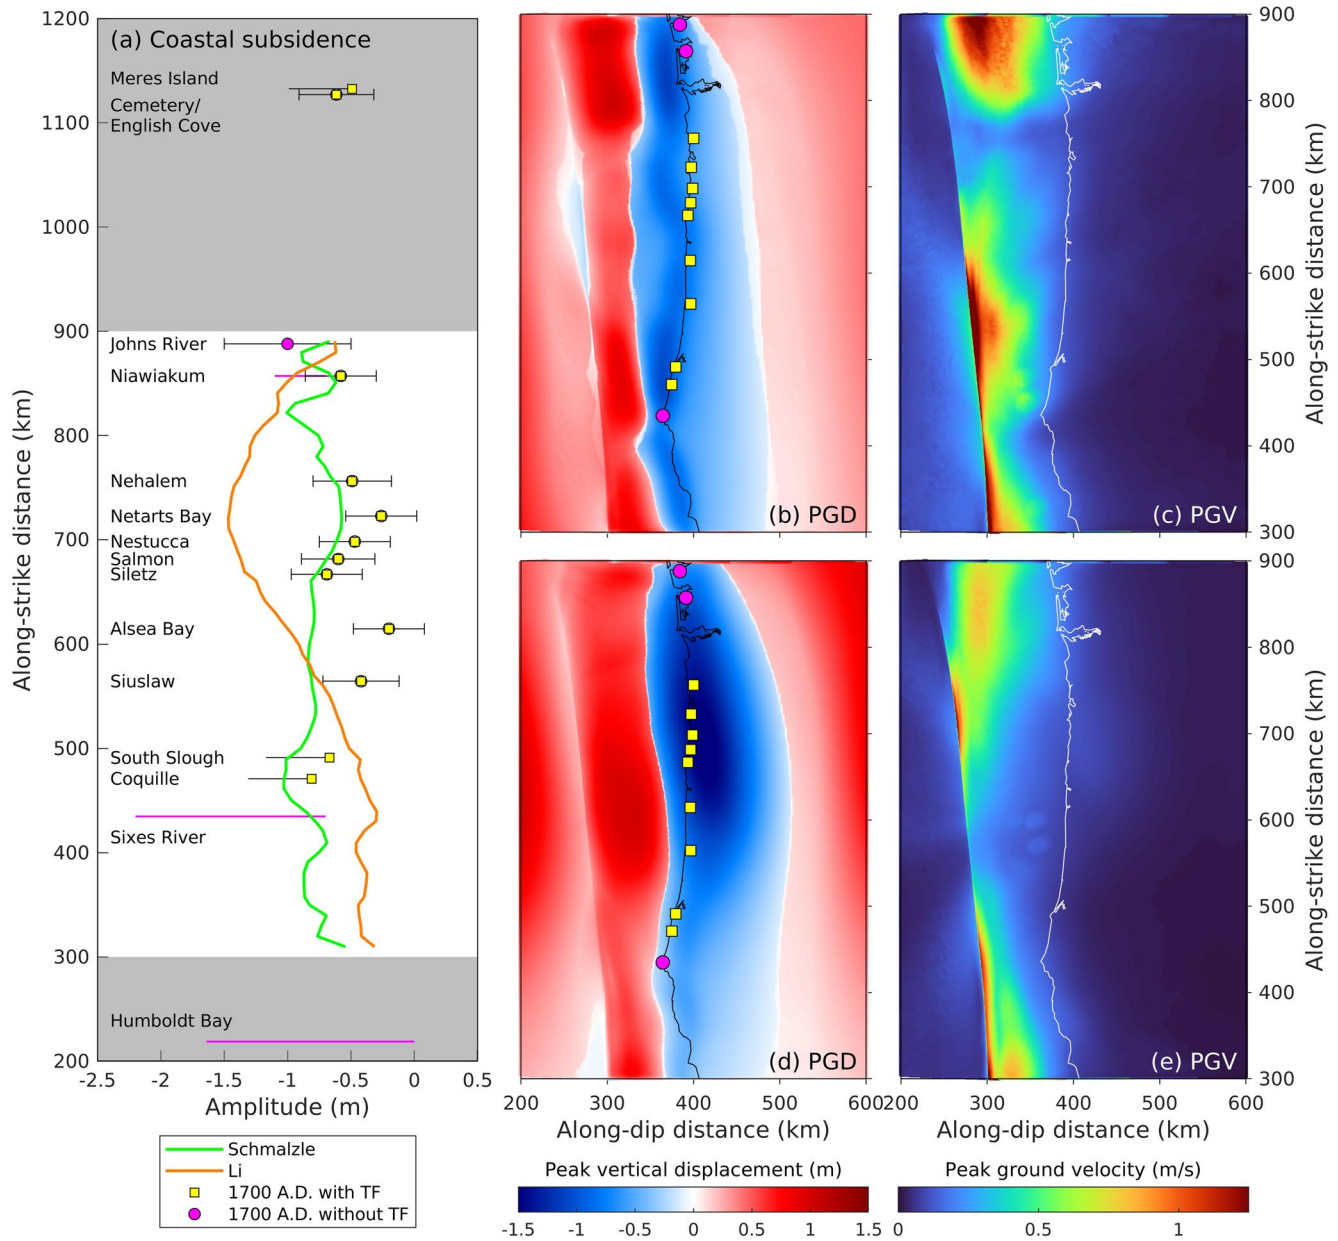 (a) Coastal subsidence
Along-strike distance (km)
1200
1100
1000
900
800
700
600
500
400
300
200
Meres Island
Cemetery/
English Cove
Johns River
Niawiakum
Nehalem
Netarts Bay
Nestucca
Salmon
Siletz
Alsea Bay
Siuslaw
South Slough
Coquille
Sixes River
Humboldt Bay
-2.5 -2 -1.5 -1 -0.5 0 0.5
Amplitude (m)
Schmalzle
Li
1700 A.D. with TF
1700 A.D. without TF
(b) PGD
(c) PGV
900
800
700
600
500
400
300
Along-strike distance (km)
(d) PGD
(e) PGV
900
800
700
600
500
400
300
Along-strike distance (km)
200 300 400 500 600
Along-dip distance (km)
200 300 400 500 600
Along-dip distance (km)
Peak vertical displacement (m)
-1.5 -1 -0.5 0 0.5 1 1.5
Peak ground velocity (m/s)
0 0.5 1